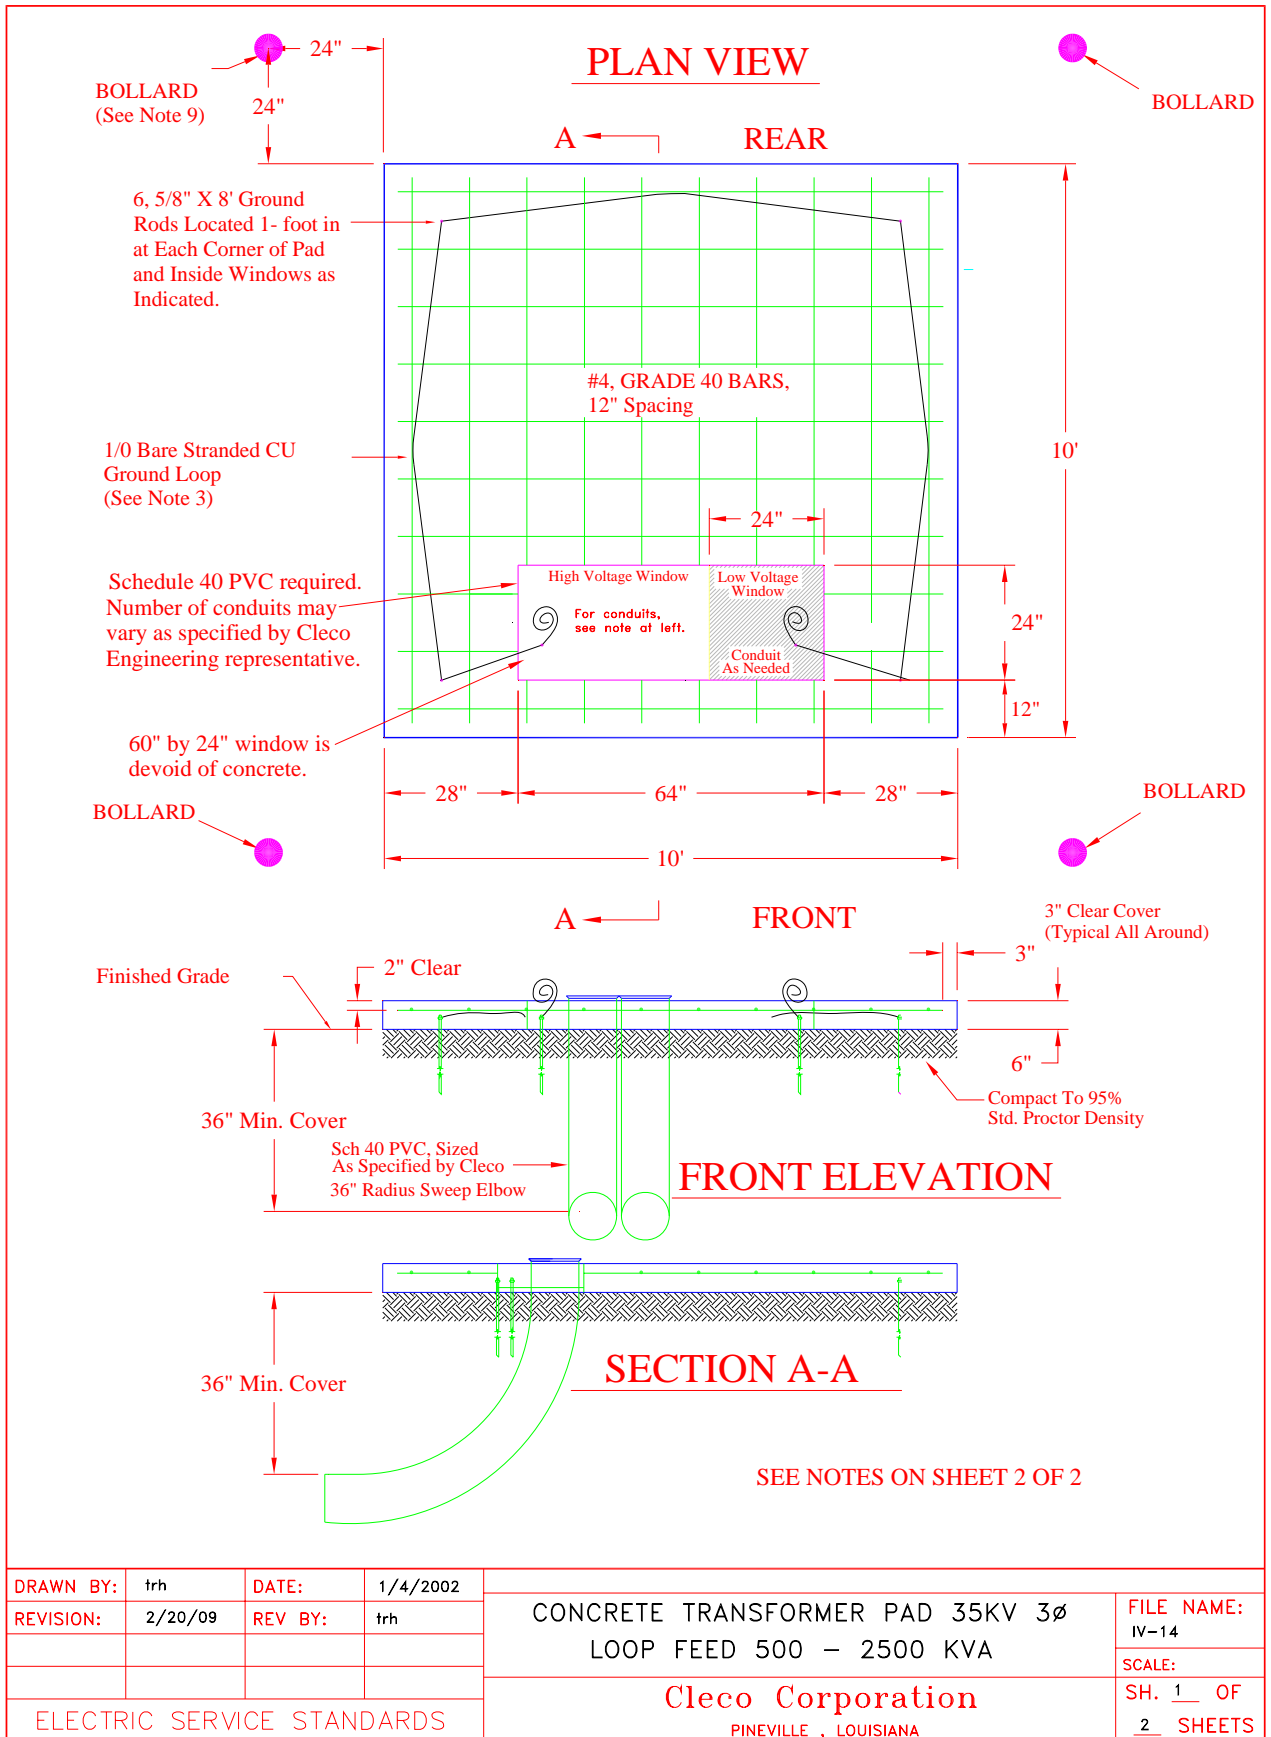 PLAN VIEW
24"
BOLLARD
(See Note 9)
24"
BOLLARD
A
REAR
6, 5/8" X 8' Ground
Rods Located 1- foot in
at Each Corner of Pad
and Inside Windows as
Indicated.
#4, GRADE 40 BARS,
12" Spacing
1/0 Bare Stranded CU
Ground Loop
(See Note 3)
10'
24"
High Voltage Window
Low Voltage
Window
For conduits,
see note at left.
Conduit
As Needed
Schedule 40 PVC required.
Number of conduits may
vary as specified by Cleco
Engineering representative.
24"
12"
60" by 24" window is
devoid of concrete.
28"
64"
28"
BOLLARD
BOLLARD
10'
A
FRONT
3" Clear Cover
(Typical All Around)
3"
Finished Grade
2" Clear
6"
Compact To 95%
Std. Proctor Density
36" Min. Cover
Sch 40 PVC, Sized
As Specified by Cleco
36" Radius Sweep Elbow
FRONT ELEVATION
36" Min. Cover
SECTION A-A
SEE NOTES ON SHEET 2 OF 2
DRAWN BY: trh DATE: 1/4/2002
REVISION: 2/20/09 REV BY: trh
ELECTRIC SERVICE STANDARDS
CONCRETE TRANSFORMER PAD 35KV 3Ø
LOOP FEED 500 – 2500 KVA
Cleco Corporation
PINEVILLE , LOUISIANA
FILE NAME:
IV-14
SCALE:
SH. 1 OF
2 SHEETS